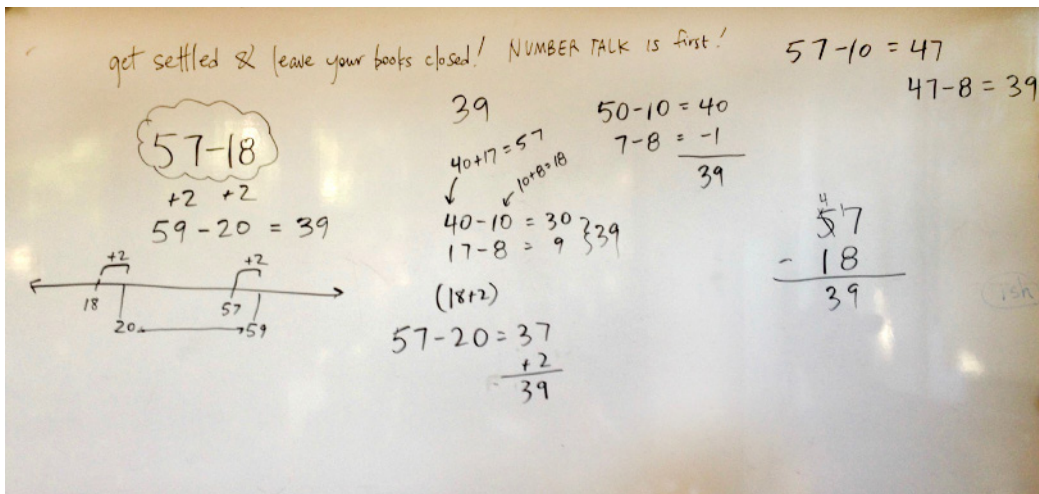 get settled & leave your books closed! NUMBER TALK IS first!
57-18
+2 +2
59-20 = 39
+2 +2
18 57
20 59
39
40+17=57
10+8=18
40-10 = 30
17-8 = 9 }39
(18+2)
57-20=37
+2
39
50-10 = 40
7-8 = -1
39
57-10 = 47
47-8 = 39
4 1
57
- 18
39